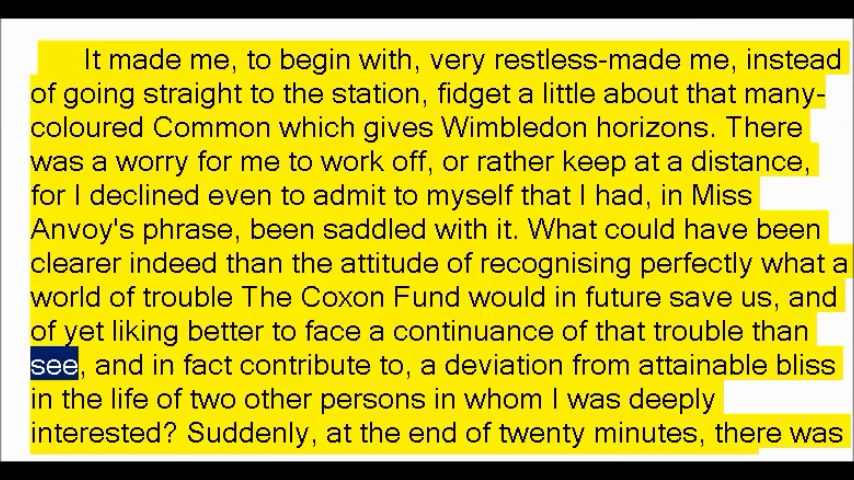 It made me, to begin with, very restless-made me, instead
of going straight to the station, fidget a little about that many-
coloured Common which gives Wimbledon horizons. There
was a worry for me to work off, or rather keep at a distance,
for I declined even to admit to myself that I had, in Miss
Anvoy's phrase, been saddled with it. What could have been
clearer indeed than the attitude of recognising perfectly what a
world of trouble The Coxon Fund would in future save us, and
of yet liking better to face a continuance of that trouble than
see, and in fact contribute to, a deviation from attainable bliss
in the life of two other persons in whom I was deeply
interested? Suddenly, at the end of twenty minutes, there was